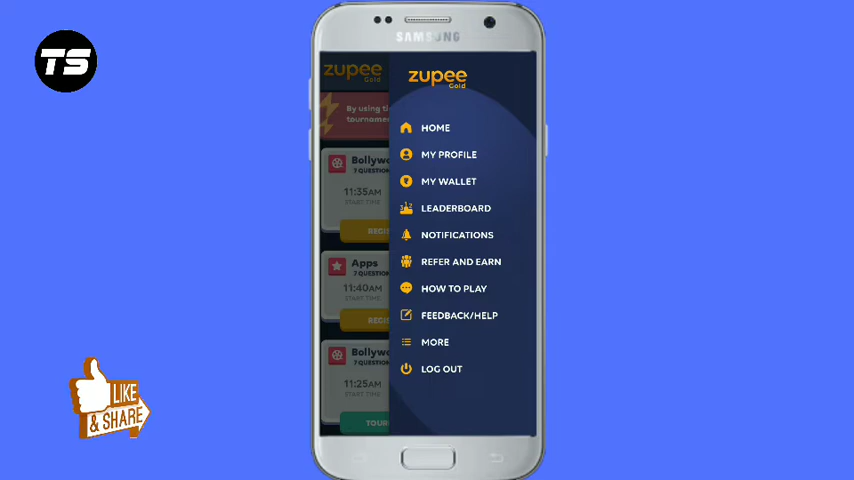 TS
SAMSUNG
zupee
Gold
zupee
Gold
By using
tournamen
HOME
MY PROFILE
MY WALLET
LEADERBOARD
NOTIFICATIONS
REFER AND EARN
HOW TO PLAY
FEEDBACK/HELP
MORE
LOG OUT
Bollyw
7 QUESTION
11:35AM
START TIME
REGI
Apps
7 QUESTION
11:40AM
START TIME
REGI
Bollyw
7 QUESTION
11:25AM
START TIME
TOUR
LIKE
& SHARE